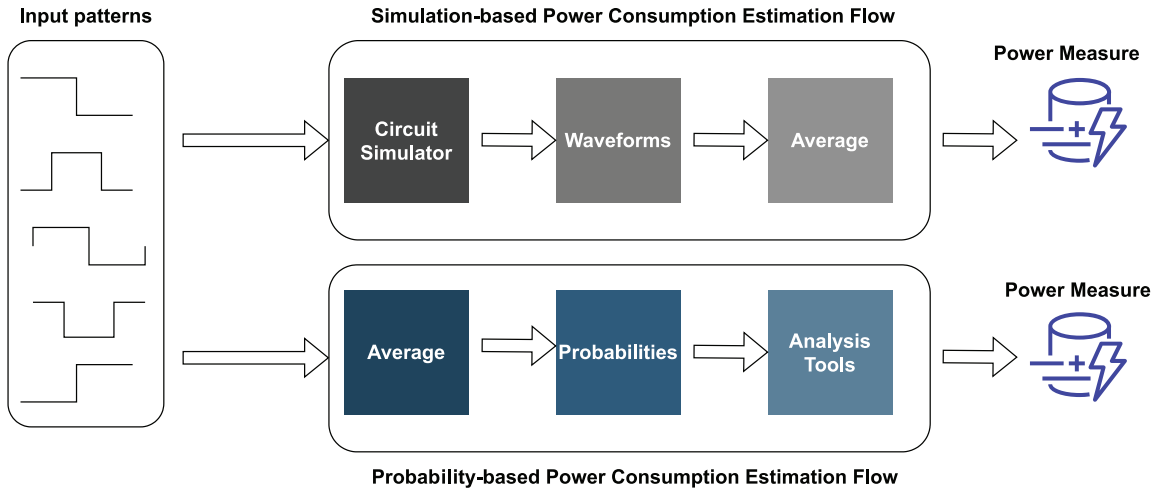 Input patterns
Simulation-based Power Consumption Estimation Flow
Circuit
Simulator
Waveforms
Average
Power Measure
Average
Probabilities
Analysis
Tools
Power Measure
Probability-based Power Consumption Estimation Flow